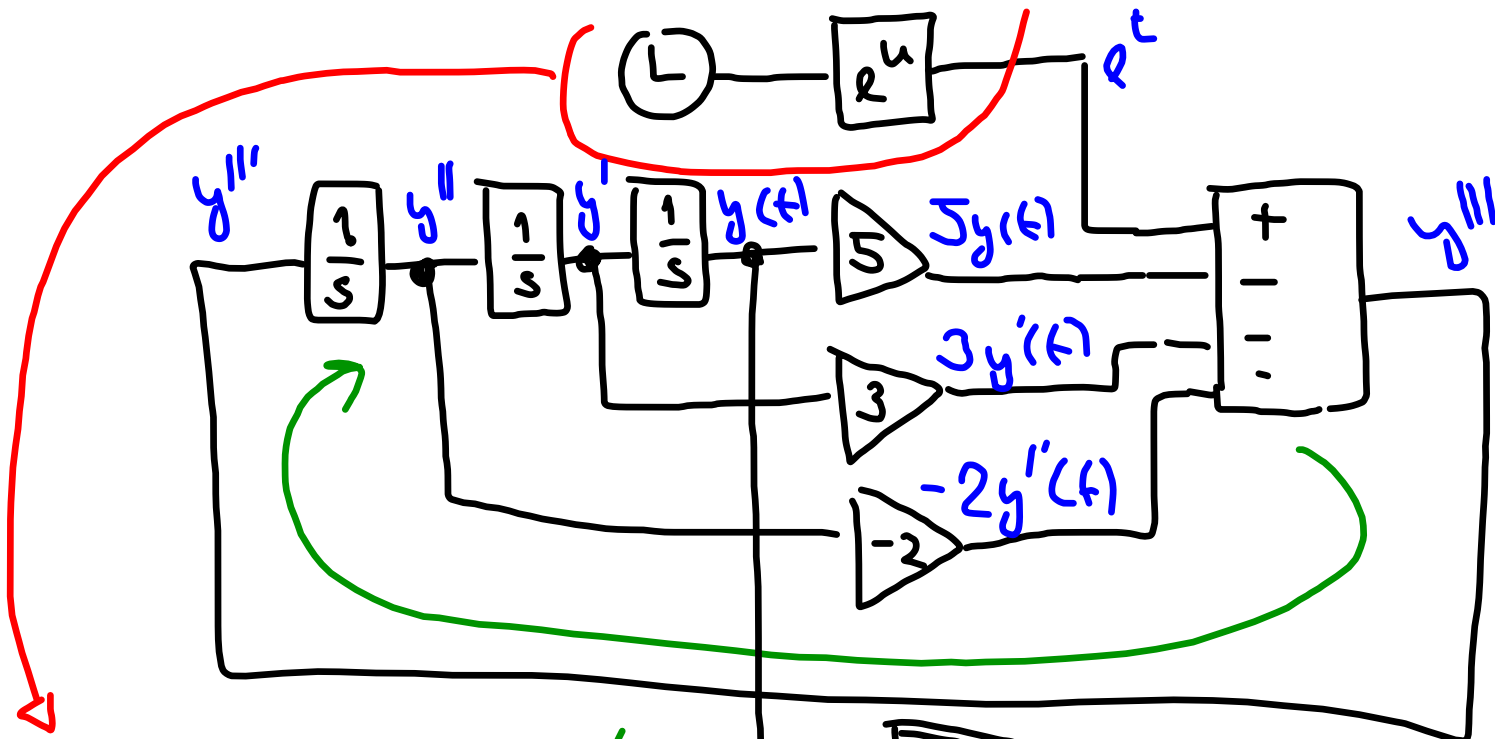 e^u
e^t
y'''
1/s
y''
1/s
y'
1/s
y(t)
5
5y(t)
+
−
−
-
y'''
3
3y'(t)
-2
-2y''(t)